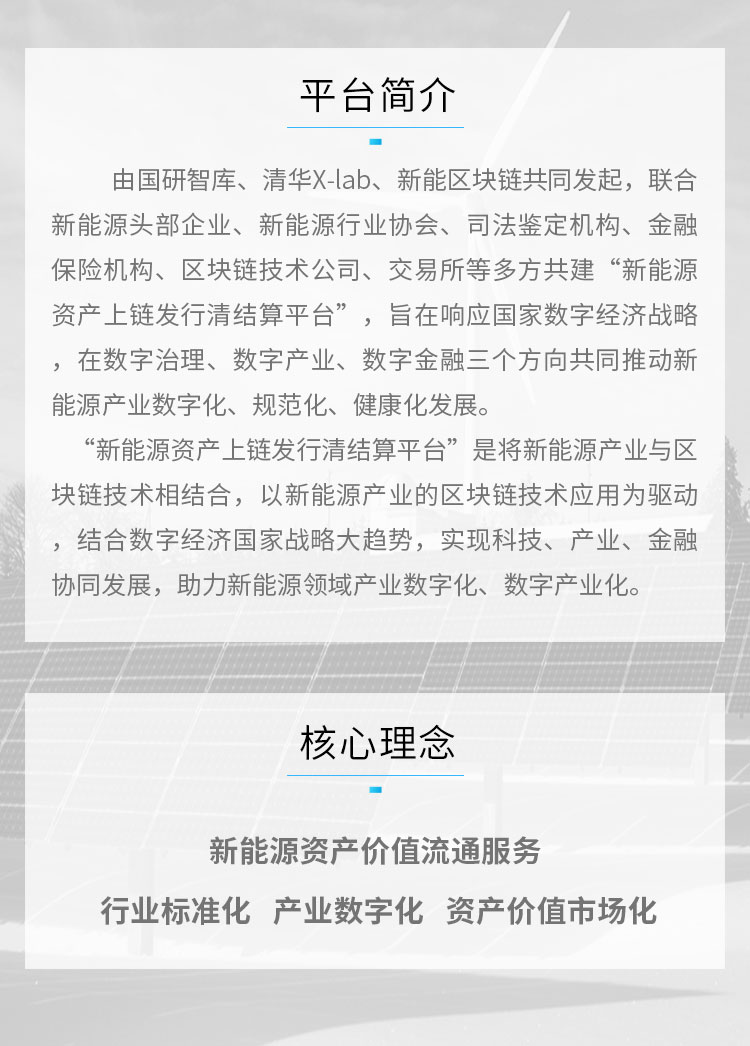 平台简介
由国研智库、清华X-lab、新能区块链共同发起，联合
新能源头部企业、新能源行业协会、司法鉴定机构、金融
保险机构、区块链技术公司、交易所等多方共建“新能源
资产上链发行清结算平台”，旨在响应国家数字经济战略
，在数字治理、数字产业、数字金融三个方向共同推动新
能源产业数字化、规范化、健康化发展。
“新能源资产上链发行清结算平台”是将新能源产业与区
块链技术相结合，以新能源产业的区块链技术应用为驱动
，结合数字经济国家战略大趋势，实现科技、产业、金融
协同发展，助力新能源领域产业数字化、数字产业化。
核心理念
新能源资产价值流通服务
行业标准化 产业数字化 资产价值市场化